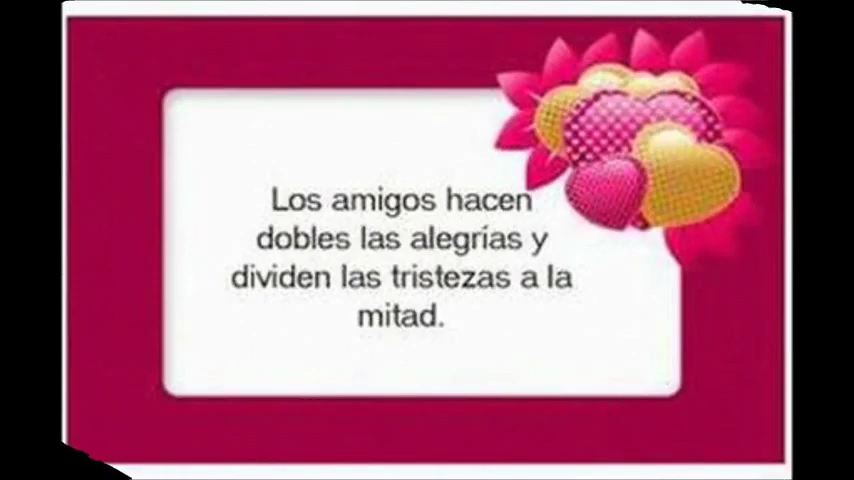 Los amigos hacen
dobles las alegrías y
dividen las tristezas a la
mitad.